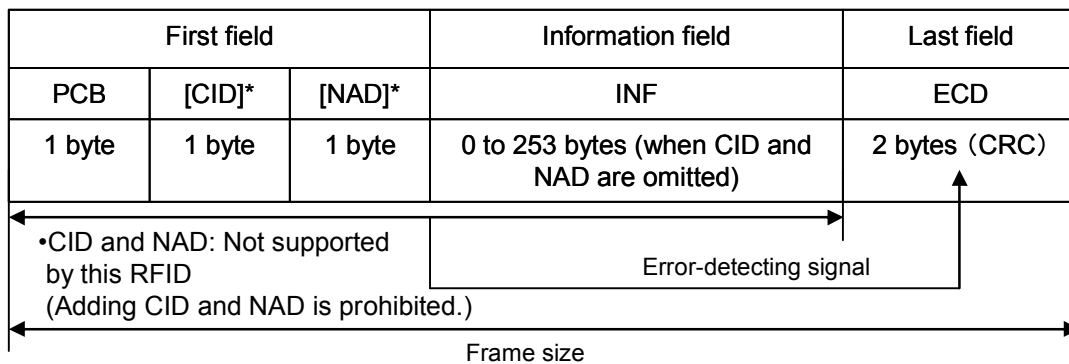 First field Information field Last field
PCB [CID]* [NAD]* INF ECD
1 byte 1 byte 1 byte 0 to 253 bytes (when CID and NAD are omitted) 2 bytes（CRC）
•CID and NAD: Not supported
by this RFID
(Adding CID and NAD is prohibited.)
Error-detecting signal
Frame size